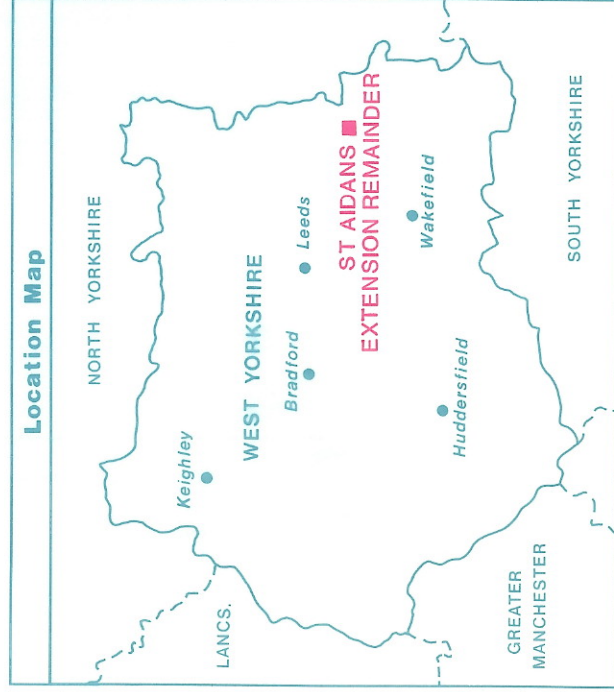 Location Map
NORTH YORKSHIRE
Keighley
WEST YORKSHIRE
Bradford
Leeds
LANCS.
ST AIDANS
EXTENSION REMAINDER
Wakefield
Huddersfield
GREATER
MANCHESTER
SOUTH YORKSHIRE